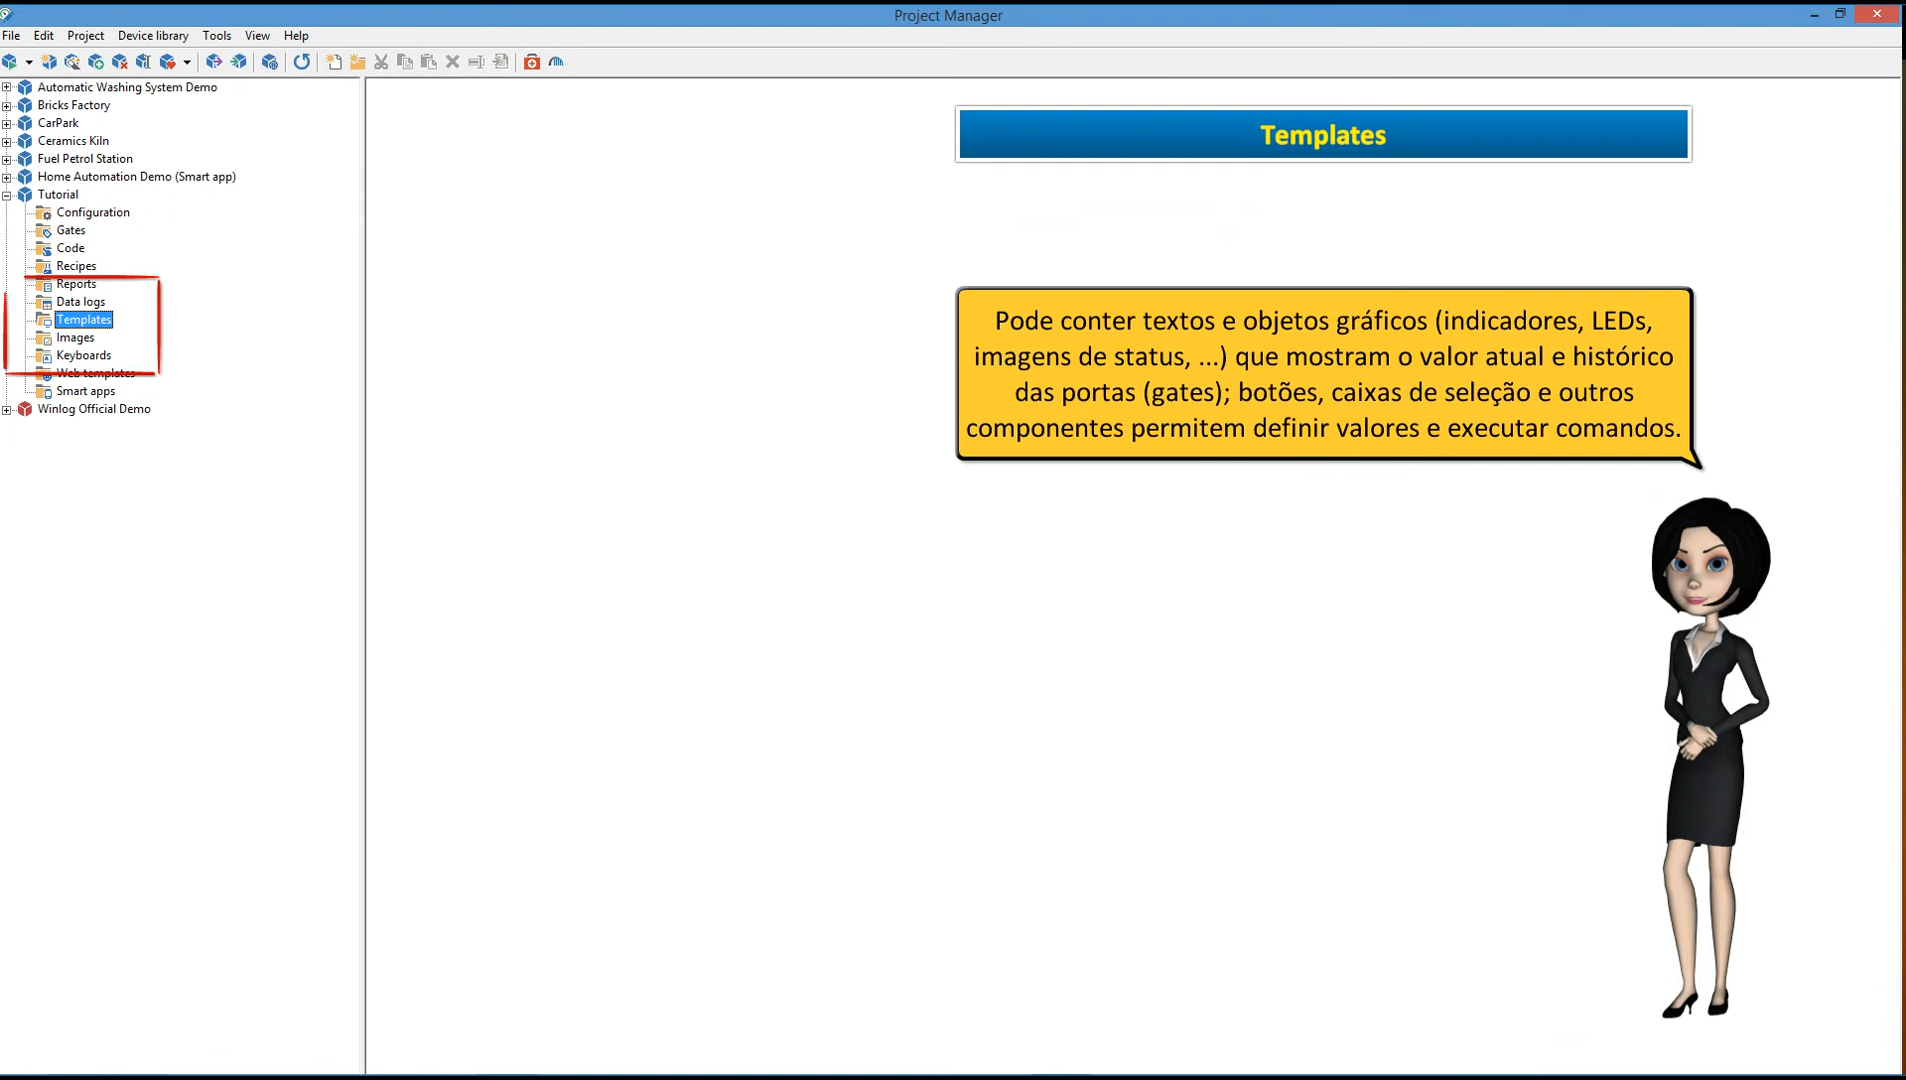 Project Manager
File Edit Project Device library Tools View Help
Automatic Washing System Demo
Bricks Factory
CarPark
Ceramics Kiln
Fuel Petrol Station
Home Automation Demo (Smart app)
Tutorial
Configuration
Gates
Code
Recipes
Reports
Data logs
Templates
Images
Keyboards
Web templates
Smart apps
Winlog Official Demo
Templates
Pode conter textos e objetos gráficos (indicadores, LEDs,
imagens de status, ...) que mostram o valor atual e histórico
das portas (gates); botões, caixas de seleção e outros
componentes permitem definir valores e executar comandos.